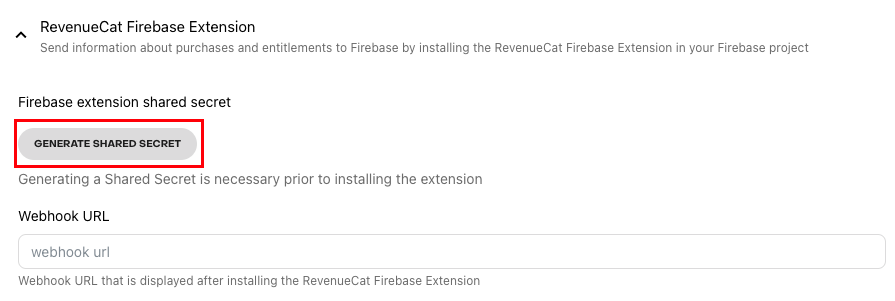 RevenueCat Firebase Extension
Send information about purchases and entitlements to Firebase by installing the RevenueCat Firebase Extension in your Firebase project
Firebase extension shared secret
GENERATE SHARED SECRET
Generating a Shared Secret is necessary prior to installing the extension
Webhook URL
webhook url
Webhook URL that is displayed after installing the RevenueCat Firebase Extension